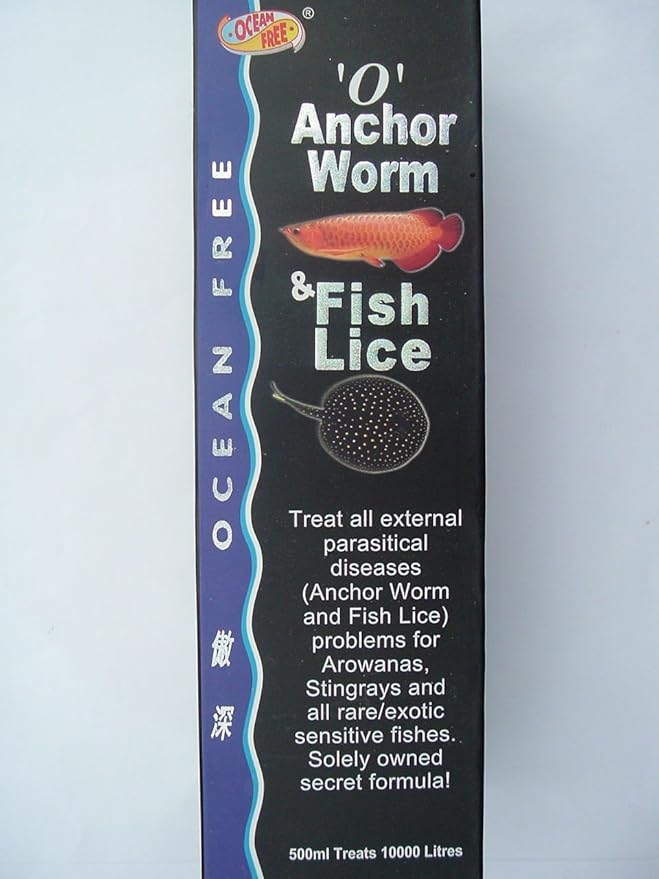 OCEAN
FREE
®
'O'
Anchor
Worm
& Fish
Lice
OCEAN FREE
傲深
Treat all external
parasitical
diseases
(Anchor Worm
and Fish Lice)
problems for
Arowanas,
Stingrays and
all rare/exotic
sensitive fishes.
Solely owned
secret formula!
500ml Treats 10000 Litres